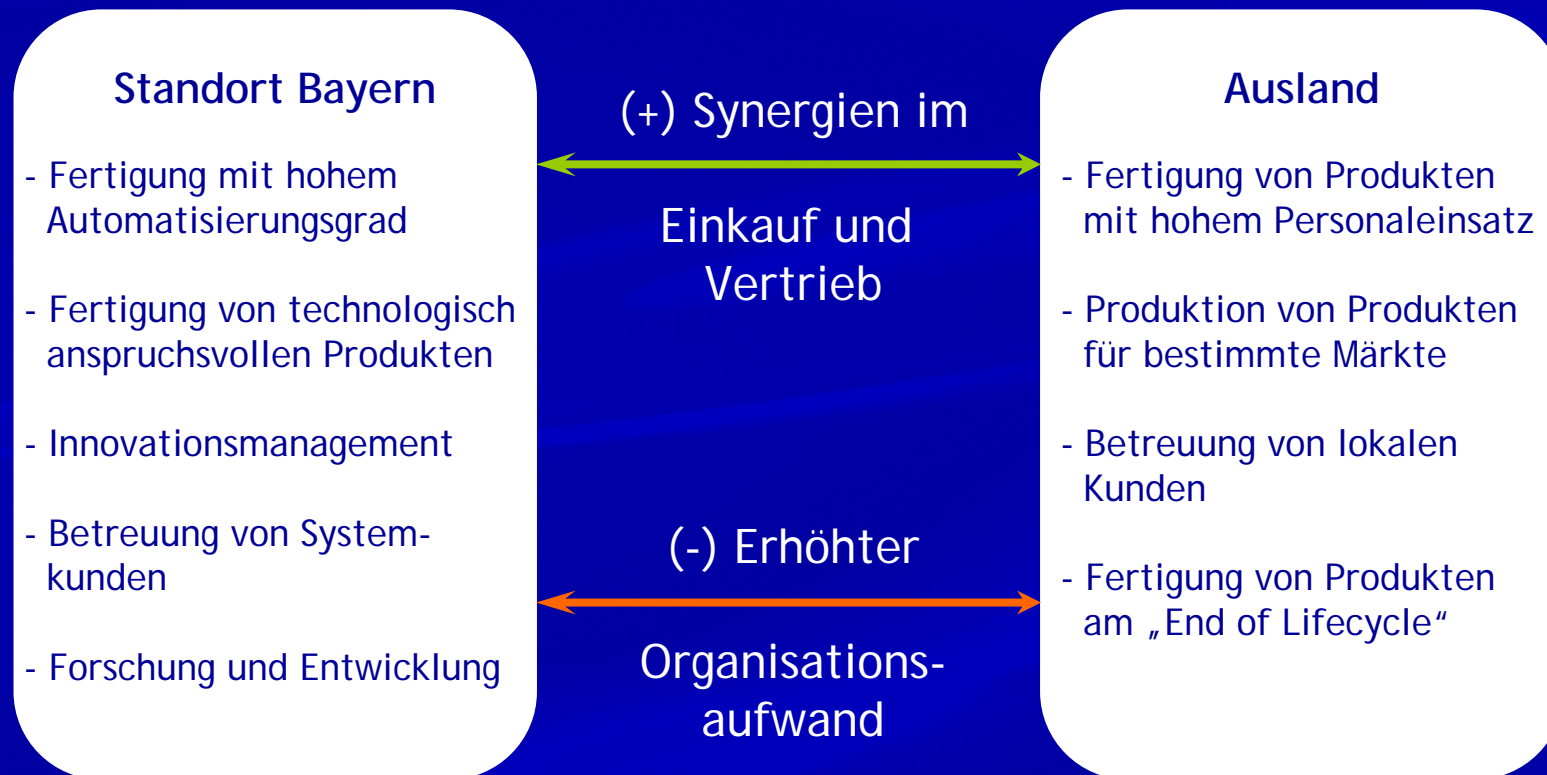 Standort Bayern
- Fertigung mit hohem
Automatisierungsgrad
- Fertigung von technologisch
anspruchsvollen Produkten
- Innovationsmanagement
- Betreuung von System-
kunden
- Forschung und Entwicklung
(+) Synergien im
Einkauf und
Vertrieb
(-) Erhöhter
Organisations-
aufwand
Ausland
- Fertigung von Produkten
mit hohem Personaleinsatz
- Produktion von Produkten
für bestimmte Märkte
- Betreuung von lokalen
Kunden
- Fertigung von Produkten
am „End of Lifecycle“